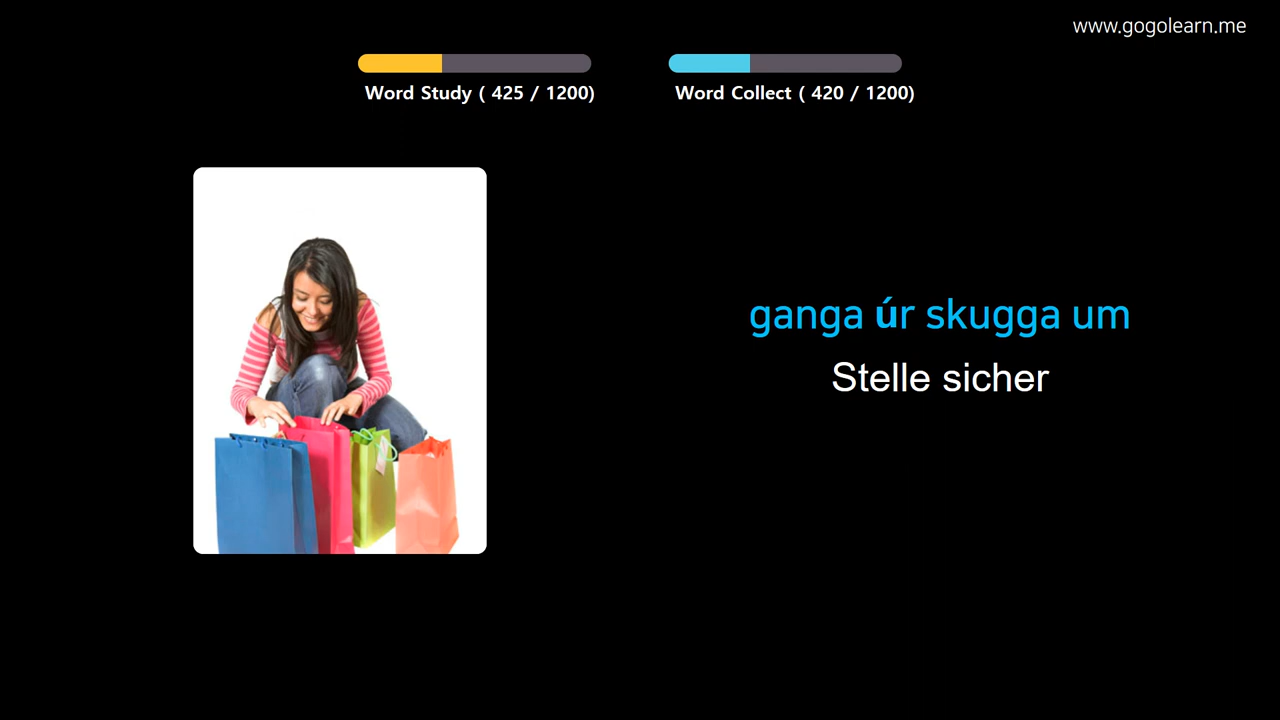 www.gogolearn.me
Word Study ( 425 / 1200)
Word Collect ( 420 / 1200)
ganga úr skugga um
Stelle sicher